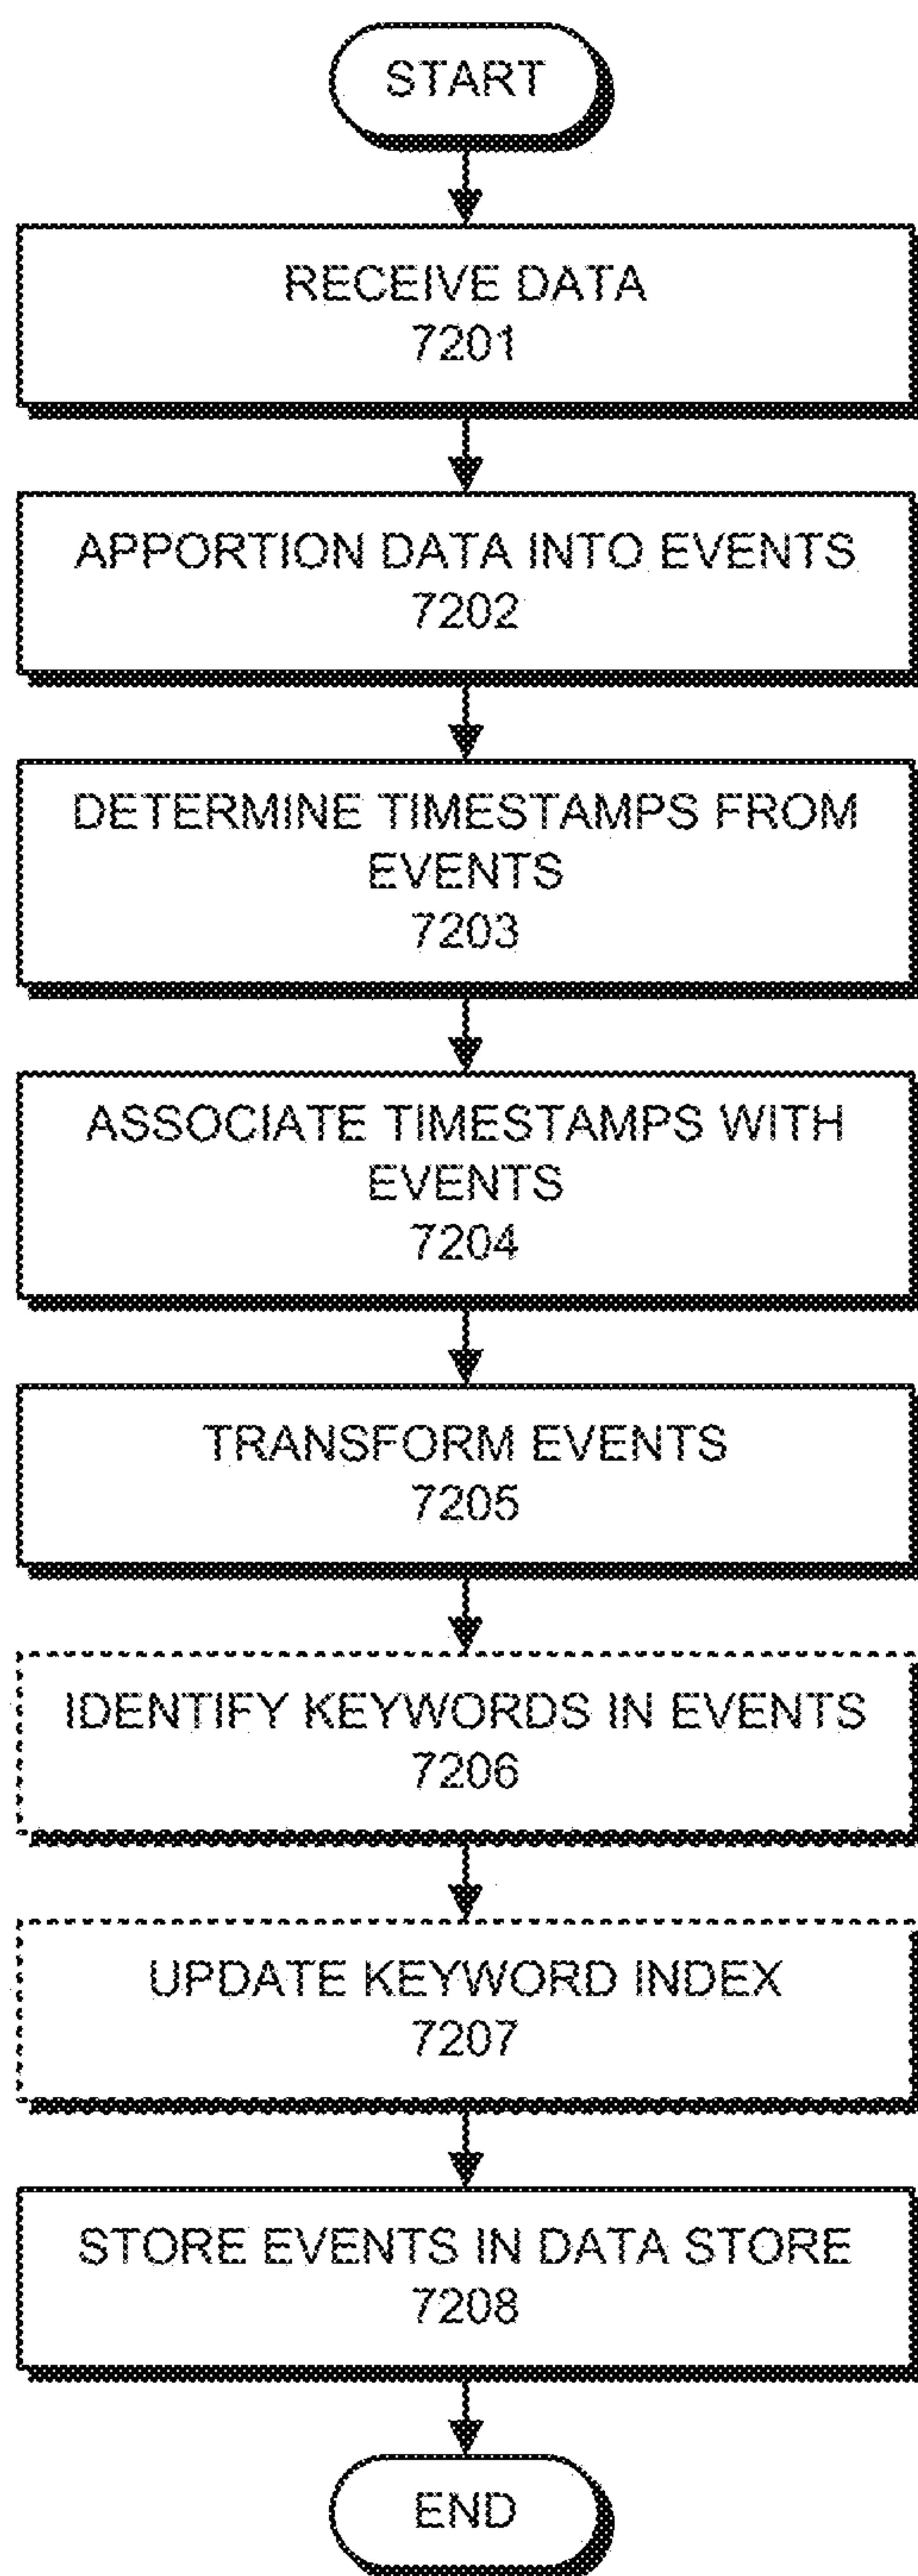 START
RECEIVE DATA
7201
APPORTION DATA INTO EVENTS
7202
DETERMINE TIMESTAMPS FROM
EVENTS
7203
ASSOCIATE TIMESTAMPS WITH
EVENTS
7204
TRANSFORM EVENTS
7205
IDENTIFY KEYWORDS IN EVENTS
7206
UPDATE KEYWORD INDEX
7207
STORE EVENTS IN DATA STORE
7208
END